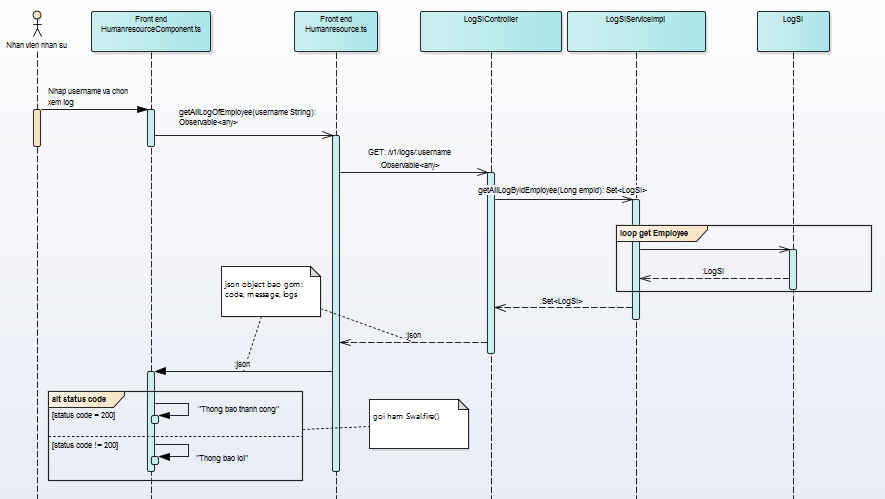 Front end
HumanresourceComponent.ts
Front end
Humanresource.ts
LogSIController
LogSIServiceImpl
LogSI
Nhan vien nhan su
Nhap username va chon
xem log
getAllLogOfEmployee(username String):
Observable<any>
GET: /v1/logs/:username
:Observable<any>
getAllLogByIdEmployee(Long empId): Set<LogSI>
loop get Employee
:LogSI
:Set<LogSI>
json object bao gom:
code, message, logs
:json
:json
alt status code
[status code = 200]
"Thong bao thanh cong"
goi ham Swal.fire()
[status code != 200]
"Thong bao loi"